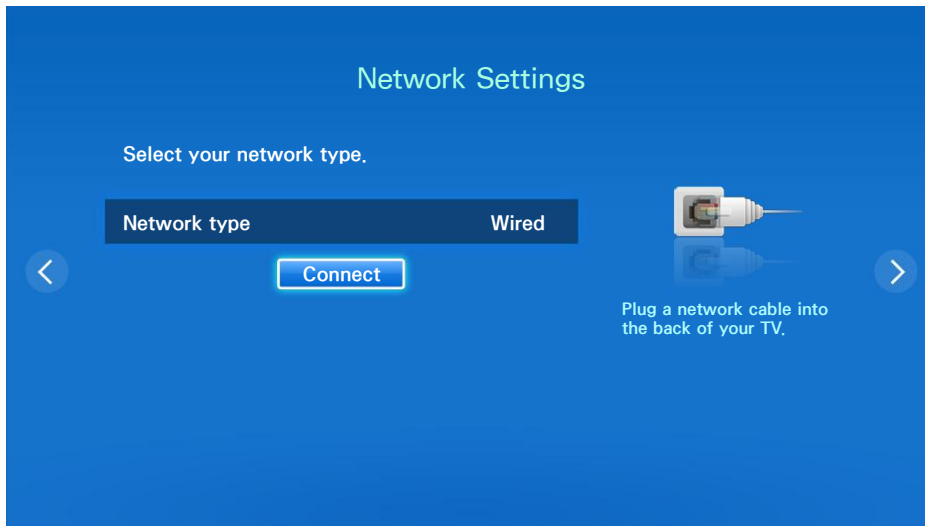 Network Settings
Select your network type.
Network type Wired
Connect
Plug a network cable into
the back of your TV.